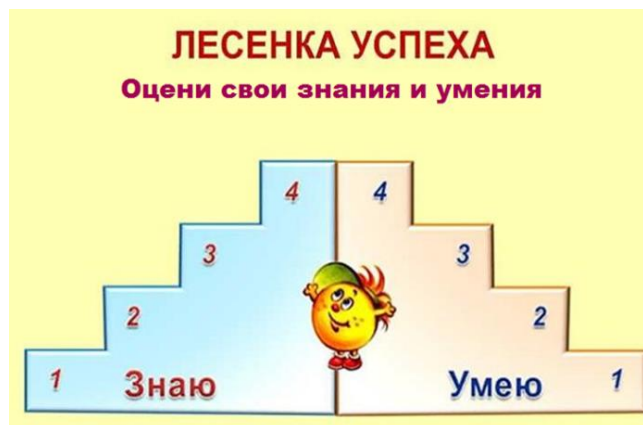 ЛЕСЕНКА УСПЕХА
Оцени свои знания и умения
4 4
3 3
2 2
1 Знаю Умею 1